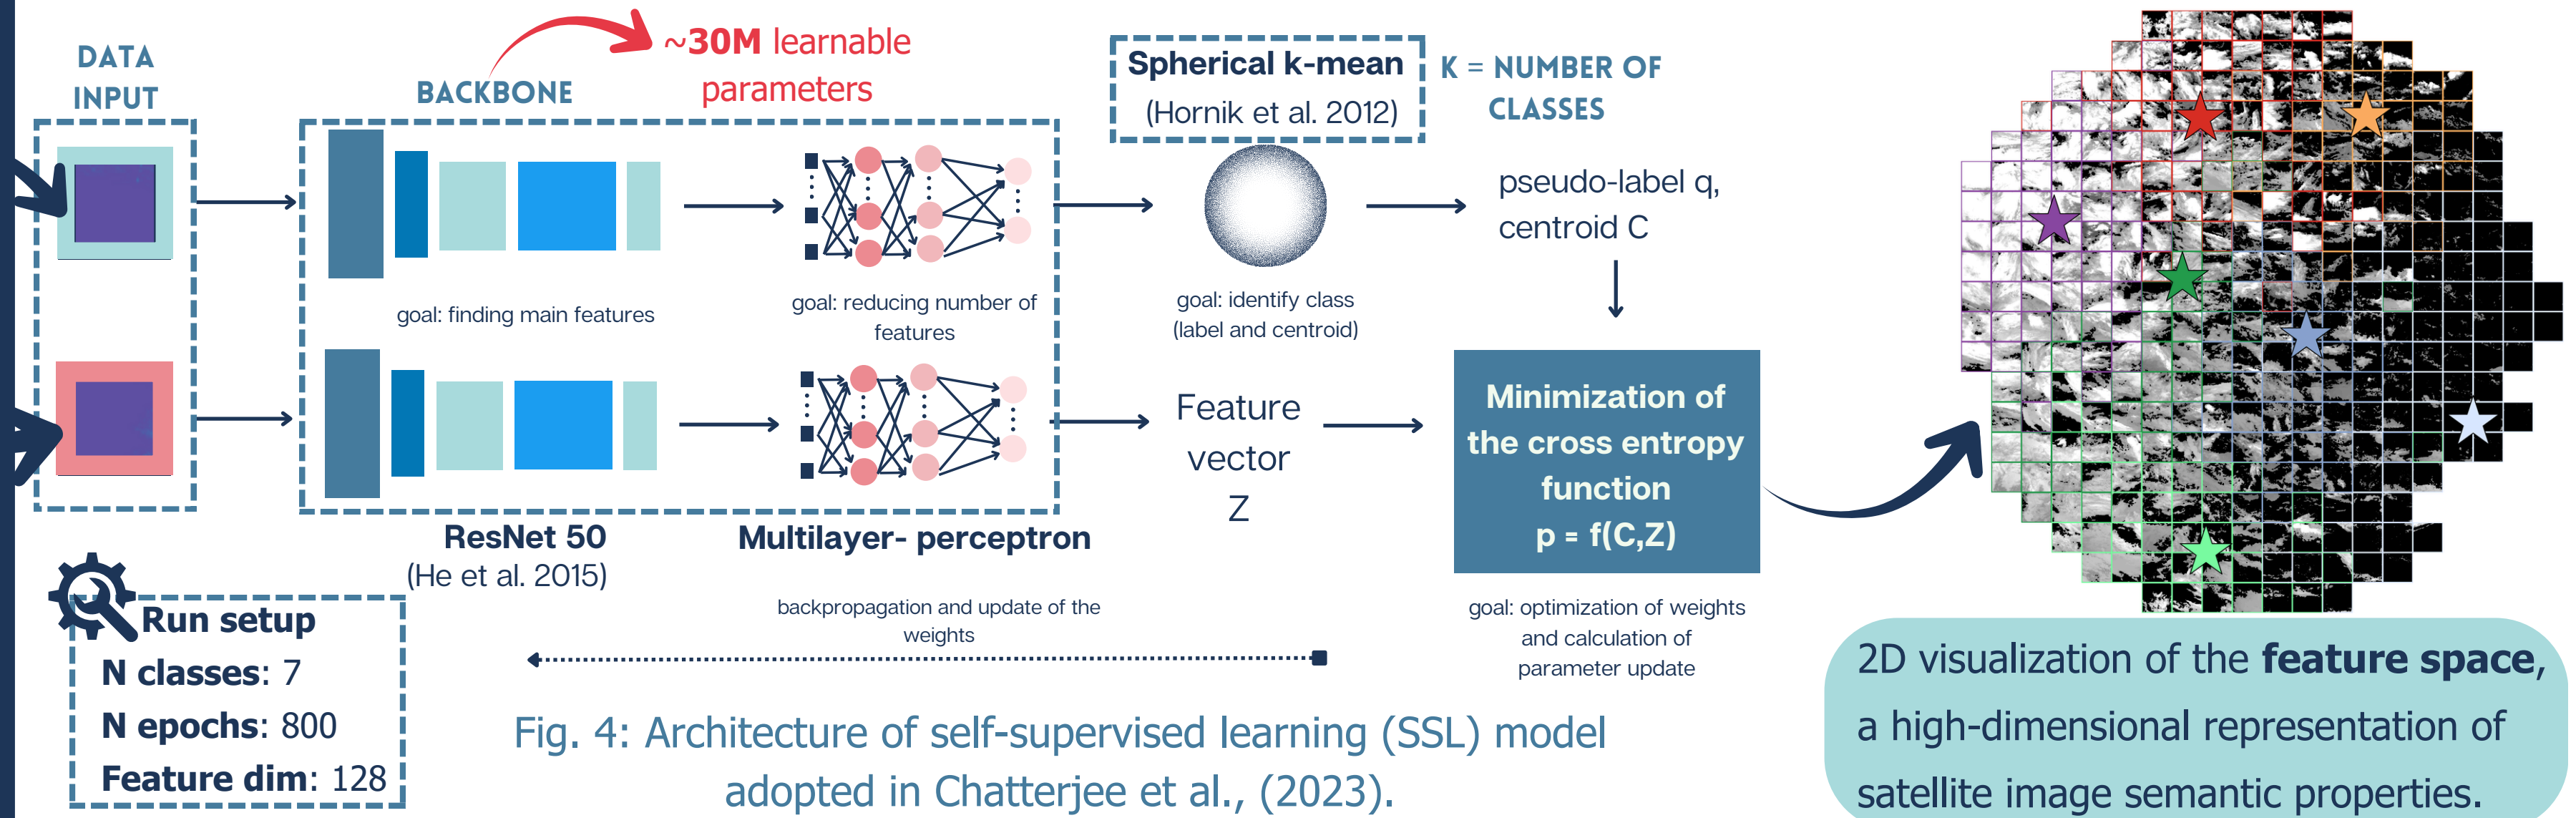 DATA
INPUT
BACKBONE
~30M learnable
parameters
Spherical k-mean
(Hornik et al. 2012)
K = NUMBER OF
CLASSES
pseudo-label q,
centroid C
goal: finding main features
goal: reducing number of
features
goal: identify class
(label and centroid)
Feature
vector
Z
Minimization of
the cross entropy
function
p = f(C,Z)
ResNet 50
(He et al. 2015)
Multilayer- perceptron
backpropagation and update of the
weights
goal: optimization of weights
and calculation of
parameter update
Run setup
N classes: 7
N epochs: 800
Feature dim: 128
Fig. 4: Architecture of self-supervised learning (SSL) model
adopted in Chatterjee et al., (2023).
2D visualization of the feature space,
a high-dimensional representation of
satellite image semantic properties.